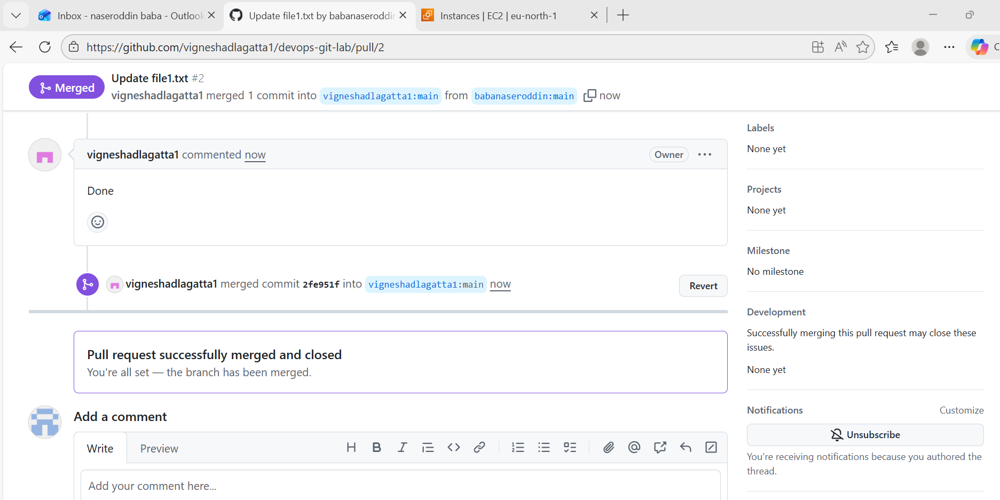 Inbox - naseroddin baba - Outlook
Update file1.txt by babanaseroddin
Instances | EC2 | eu-north-1
https://github.com/vigneshadlagatta1/devops-git-lab/pull/2
Merged
Update file1.txt #2
vigneshadlagatta1 merged 1 commit into vigneshadlagatta1:main from babanaseroddin:main now
vigneshadlagatta1 commented now
Owner
Done
vigneshadlagatta1 merged commit 2fe951f into vigneshadlagatta1:main now
Revert
Pull request successfully merged and closed
You're all set — the branch has been merged.
Add a comment
Write
Preview
Add your comment here...
Labels
None yet
Projects
None yet
Milestone
No milestone
Development
Successfully merging this pull request may close these
issues.
None yet
Notifications
Customize
Unsubscribe
You’re receiving notifications because you authored the
thread.